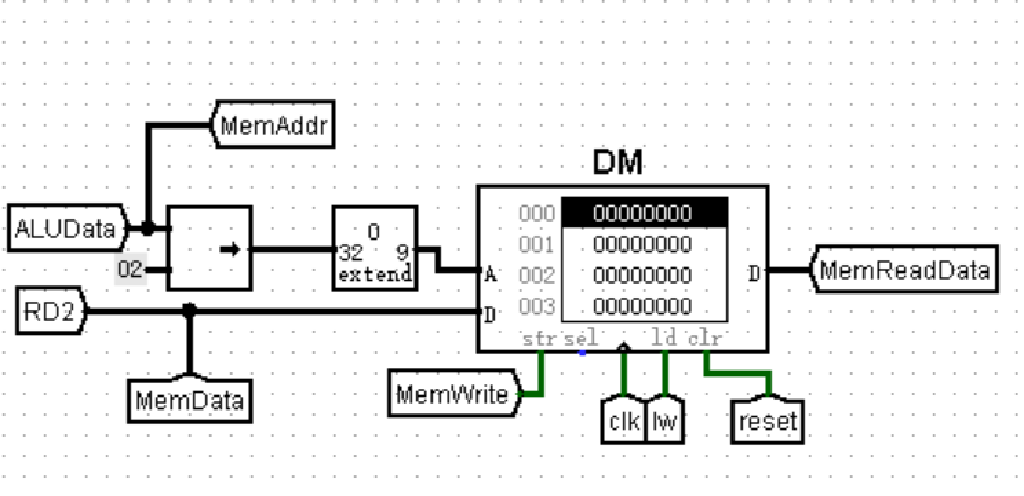 MemAddr
DM
ALUData
02
0
32 9
extend
000 00000000
001 00000000
002 00000000
003 00000000
A
D
D
MemReadData
RD2
str sel ld clr
MemData
MemWrite
clk
lw
reset